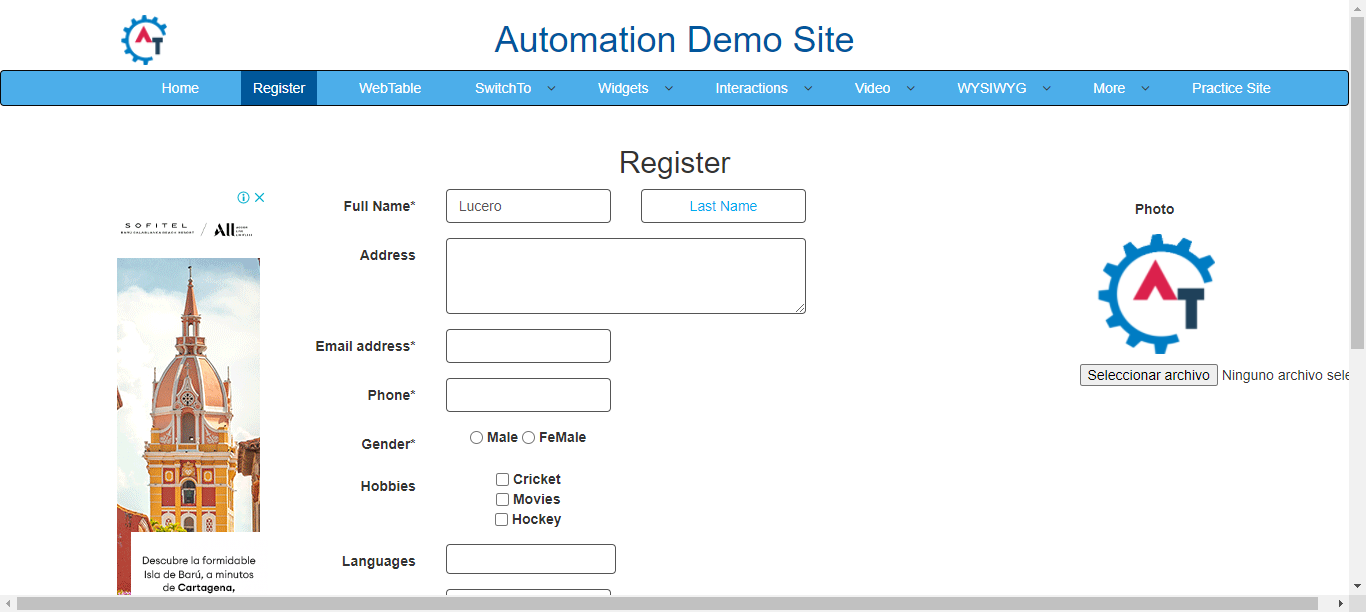 AT
Automation Demo Site
Home Register WebTable SwitchTo Widgets Interactions Video WYSIWYG More Practice Site
Register
Full Name* Lucero Last Name
Photo
SOFITEL / All
Address
AT
Email address*
Seleccionar archivo Ninguno archivo sele
Phone*
Gender* Male FeMale
Hobbies
Cricket
Movies
Hockey
Languages
Descubre la formidable
Isla de Barú, a minutos
de Cartagena,